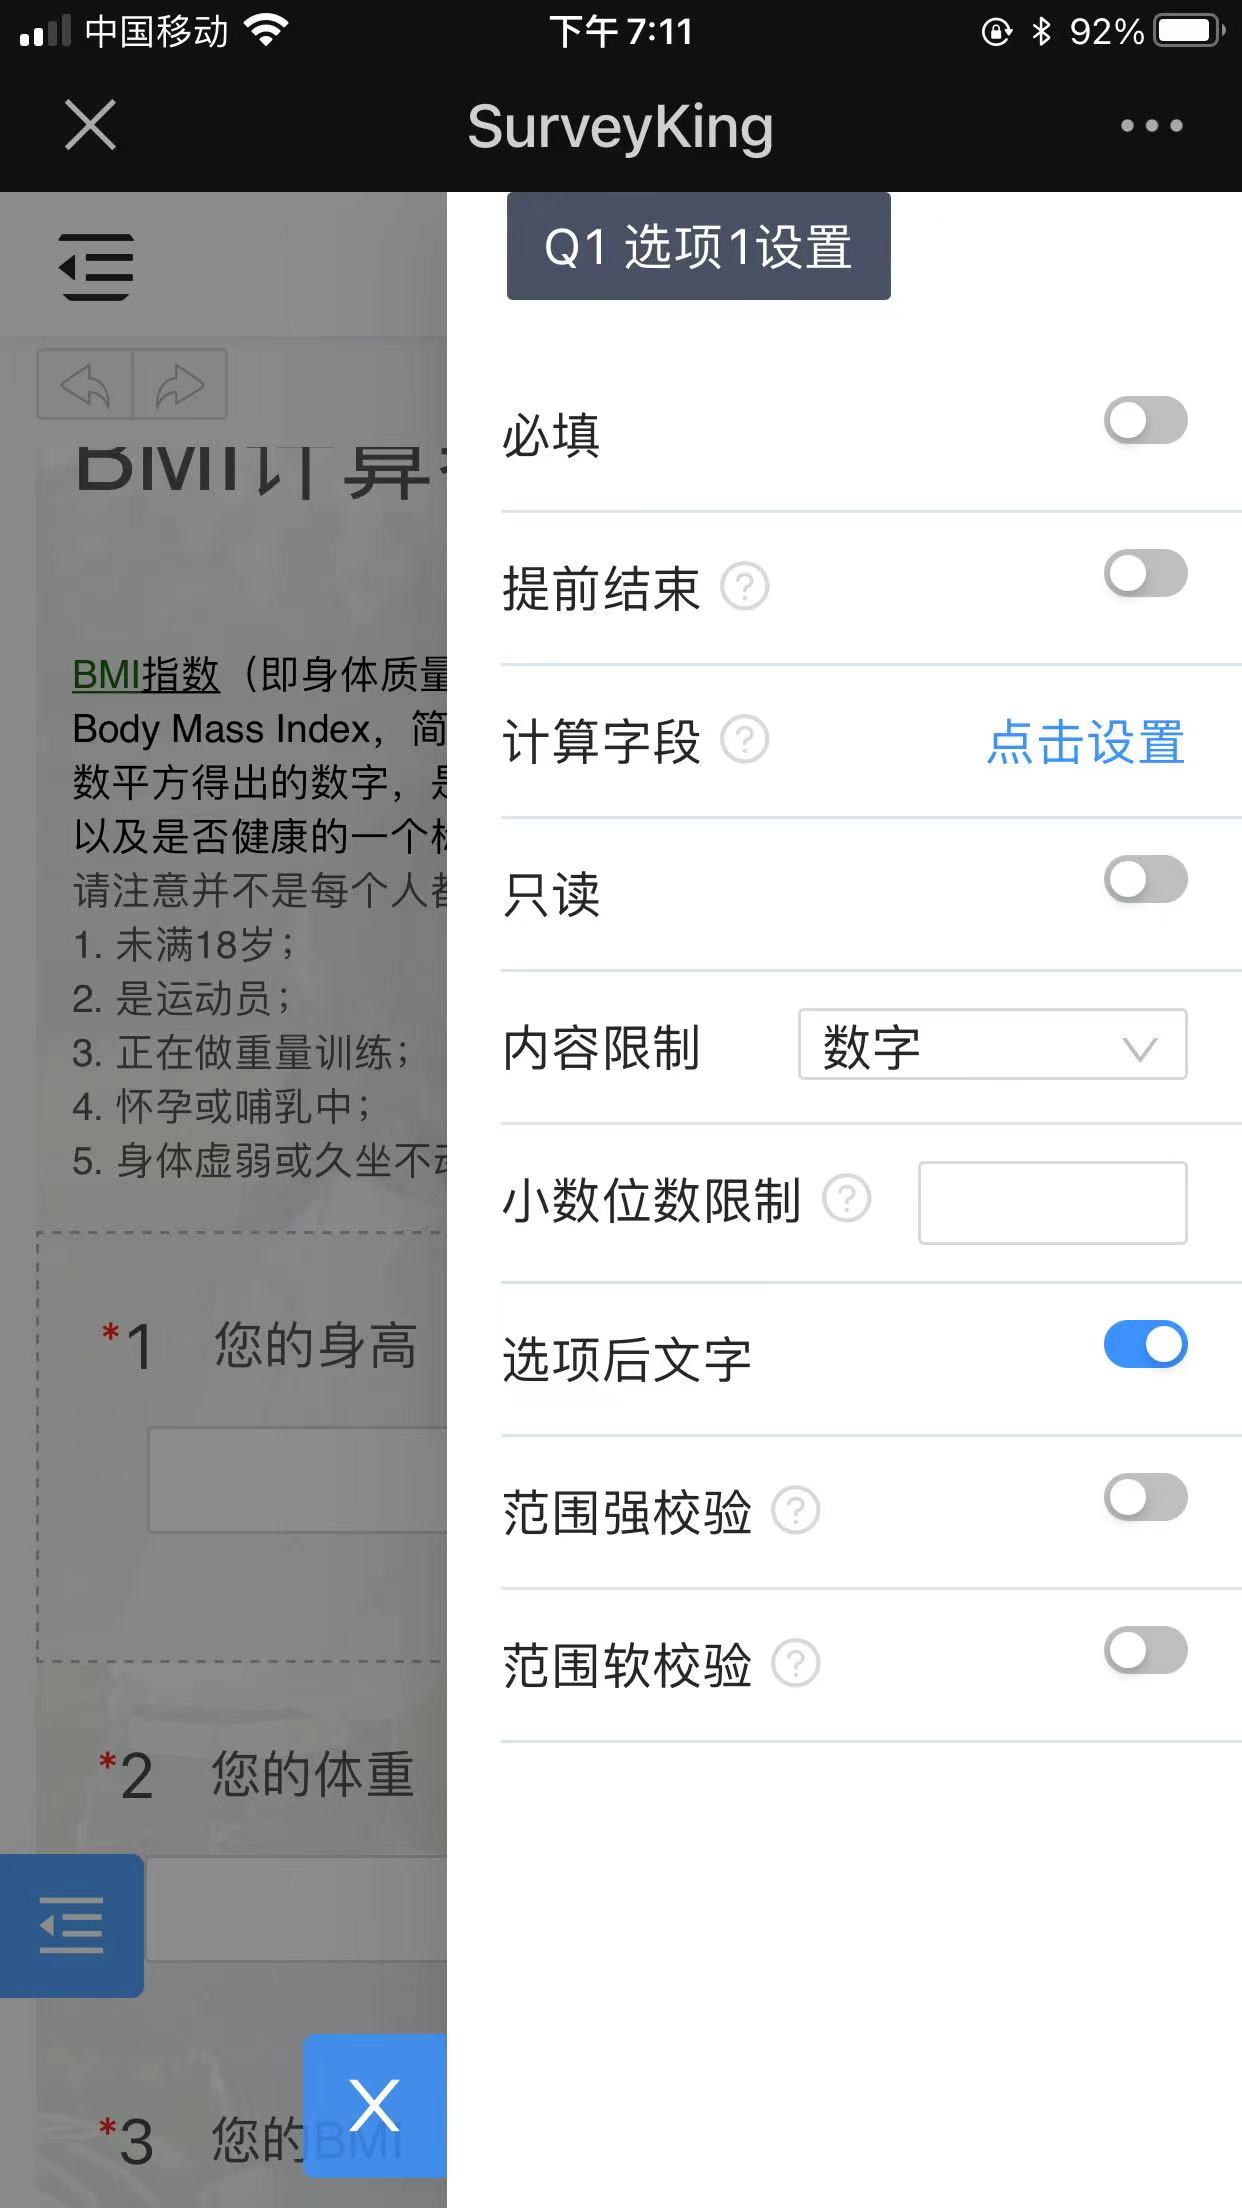 中国移动
下午 7:11
92%
SurveyKing
BMI计算
BMI指数（即身体质量
Body Mass Index，简
数平方得出的数字，
以及是否健康的一个
请注意并不是每个人
1. 未满18岁；
2. 是运动员；
3. 正在做重量训练；
4. 怀孕或哺乳中；
5. 身体虚弱或久坐不
*1 您的身高
*2 您的体重
*3 您的BMI
Q1 选项1设置
必填
提前结束 ?
计算字段 ? 点击设置
只读
内容限制 数字
小数位数限制 ?
选项后文字
范围强校验 ?
范围软校验 ?